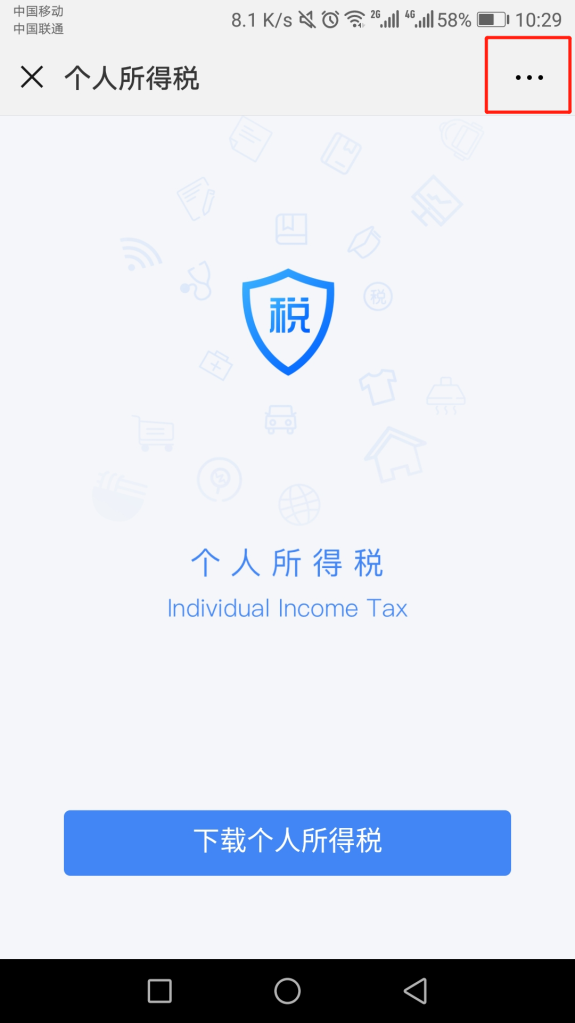 中国移动
中国联通
8.1 K/s 2G 4G 58% 10:29
个人所得税
税
税
个人所得税
Individual Income Tax
下载个人所得税